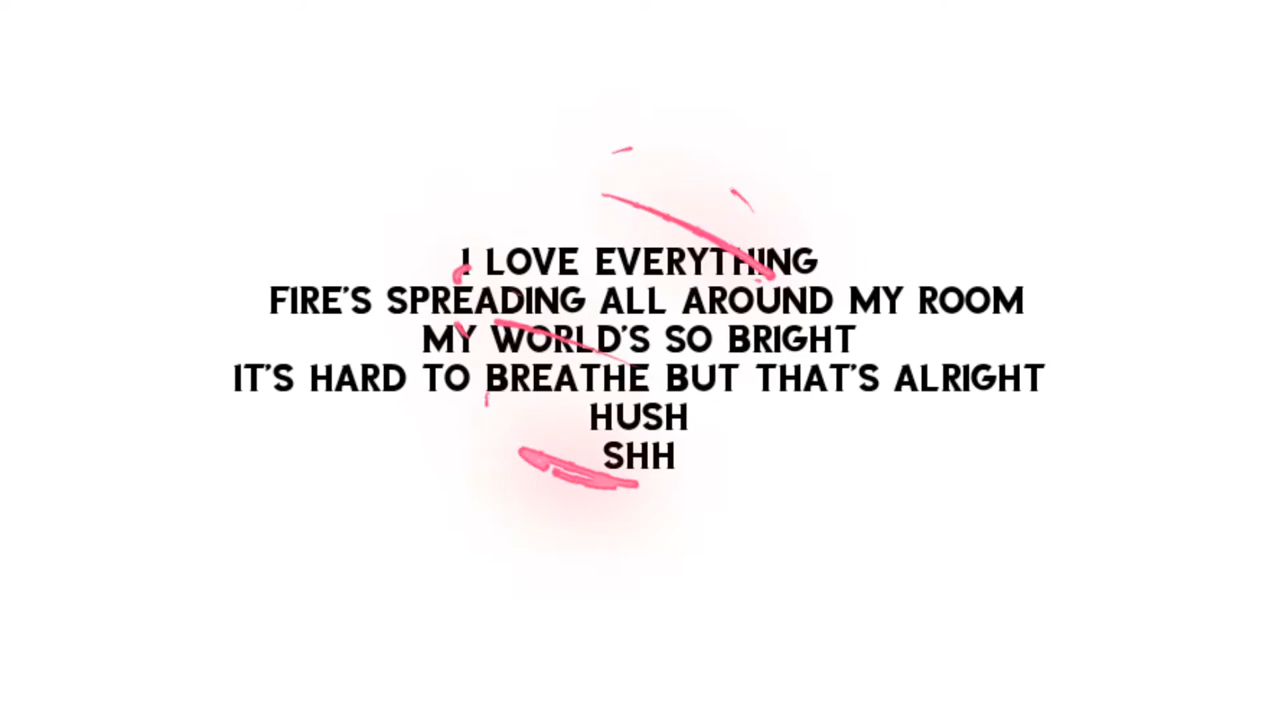 I LOVE EVERYTHING
FIRE'S SPREADING ALL AROUND MY ROOM
MY WORLD'S SO BRIGHT
IT'S HARD TO BREATHE BUT THAT'S ALRIGHT
HUSH
SHH